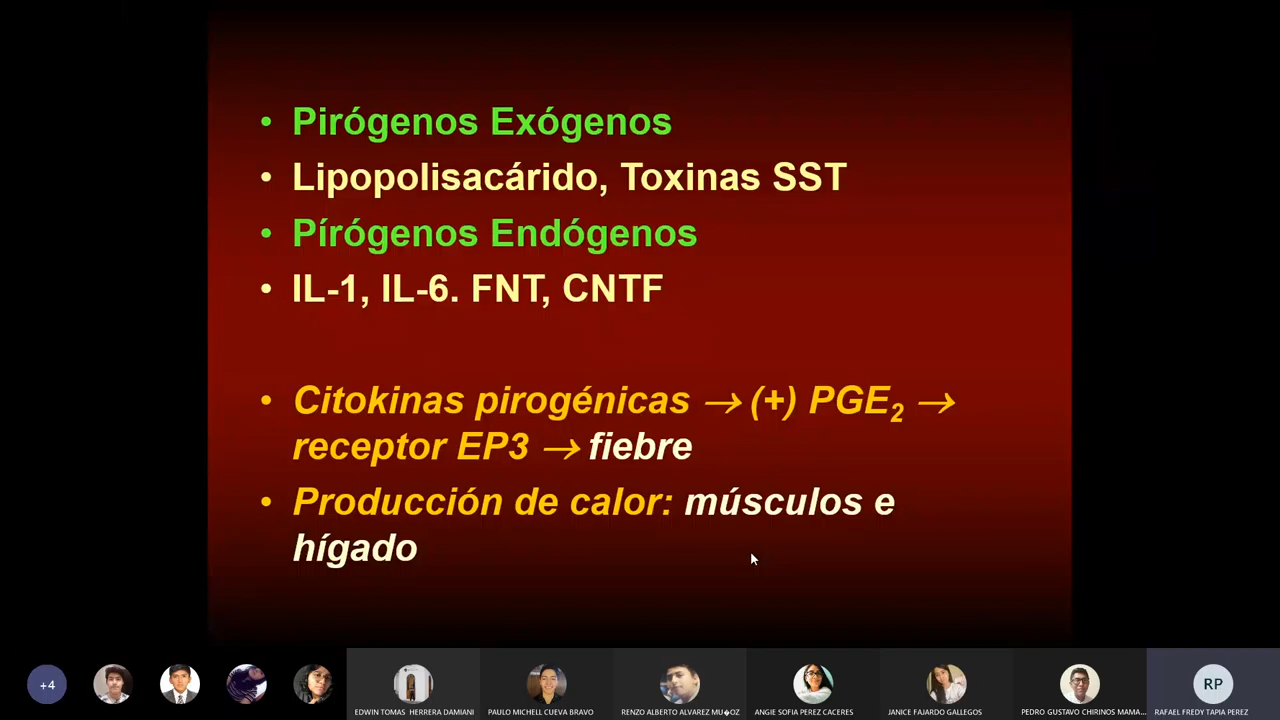 • Pirógenos Exógenos
• Lipopolisacárido, Toxinas SST
• Pírógenos Endógenos
• IL-1, IL-6. FNT, CNTF
• Citokinas pirogénicas → (+) PGE₂ →
receptor EP3 → fiebre
• Producción de calor: músculos e
hígado
+4
EDWIN TOMAS HERRERA DAMIANI
PAULO MICHELL CUEVA BRAVO
RENZO ALBERTO ALVAREZ MU�OZ
ANGIE SOFIA PEREZ CACERES
JANICE FAJARDO GALLEGOS
PEDRO GUSTAVO CHIRINOS MAMA...
RP
RAFAEL FREDY TAPIA PEREZ